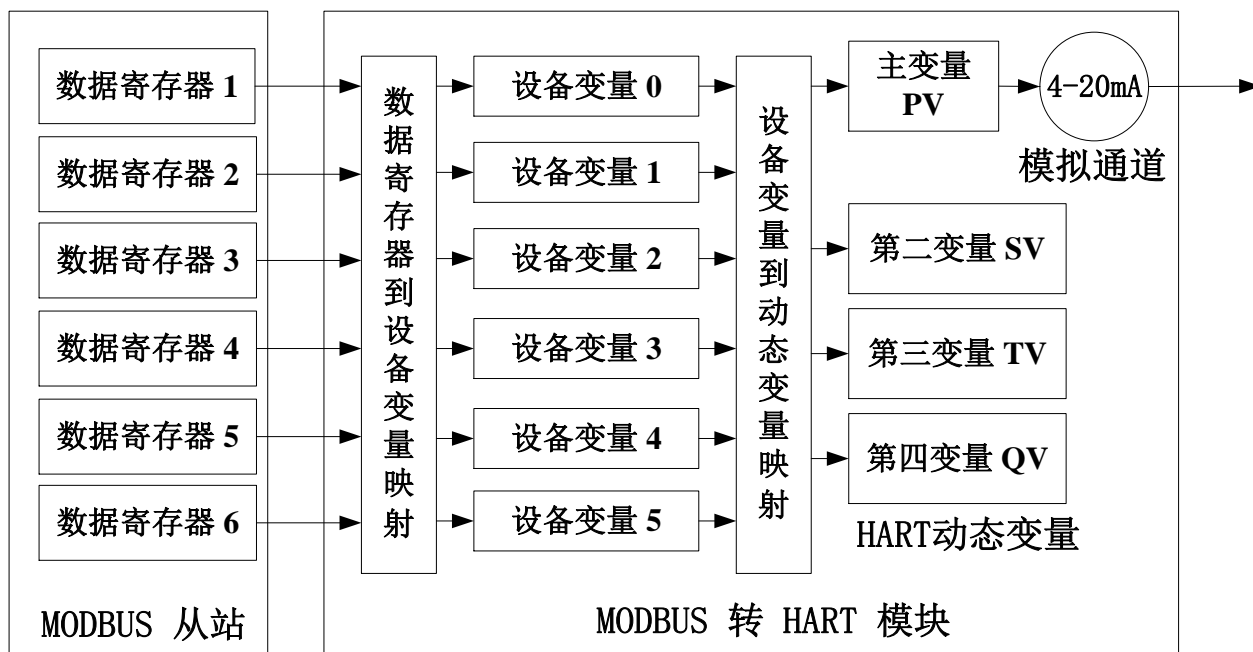 数据寄存器 1
数据寄存器 2
数据寄存器 3
数据寄存器 4
数据寄存器 5
数据寄存器 6
MODBUS 从站
数据寄存器到设备变量映射
设备变量 0
设备变量 1
设备变量 2
设备变量 3
设备变量 4
设备变量 5
设备变量到动态变量映射
主变量
PV
4-20mA
模拟通道
第二变量 SV
第三变量 TV
第四变量 QV
HART动态变量
MODBUS 转 HART 模块